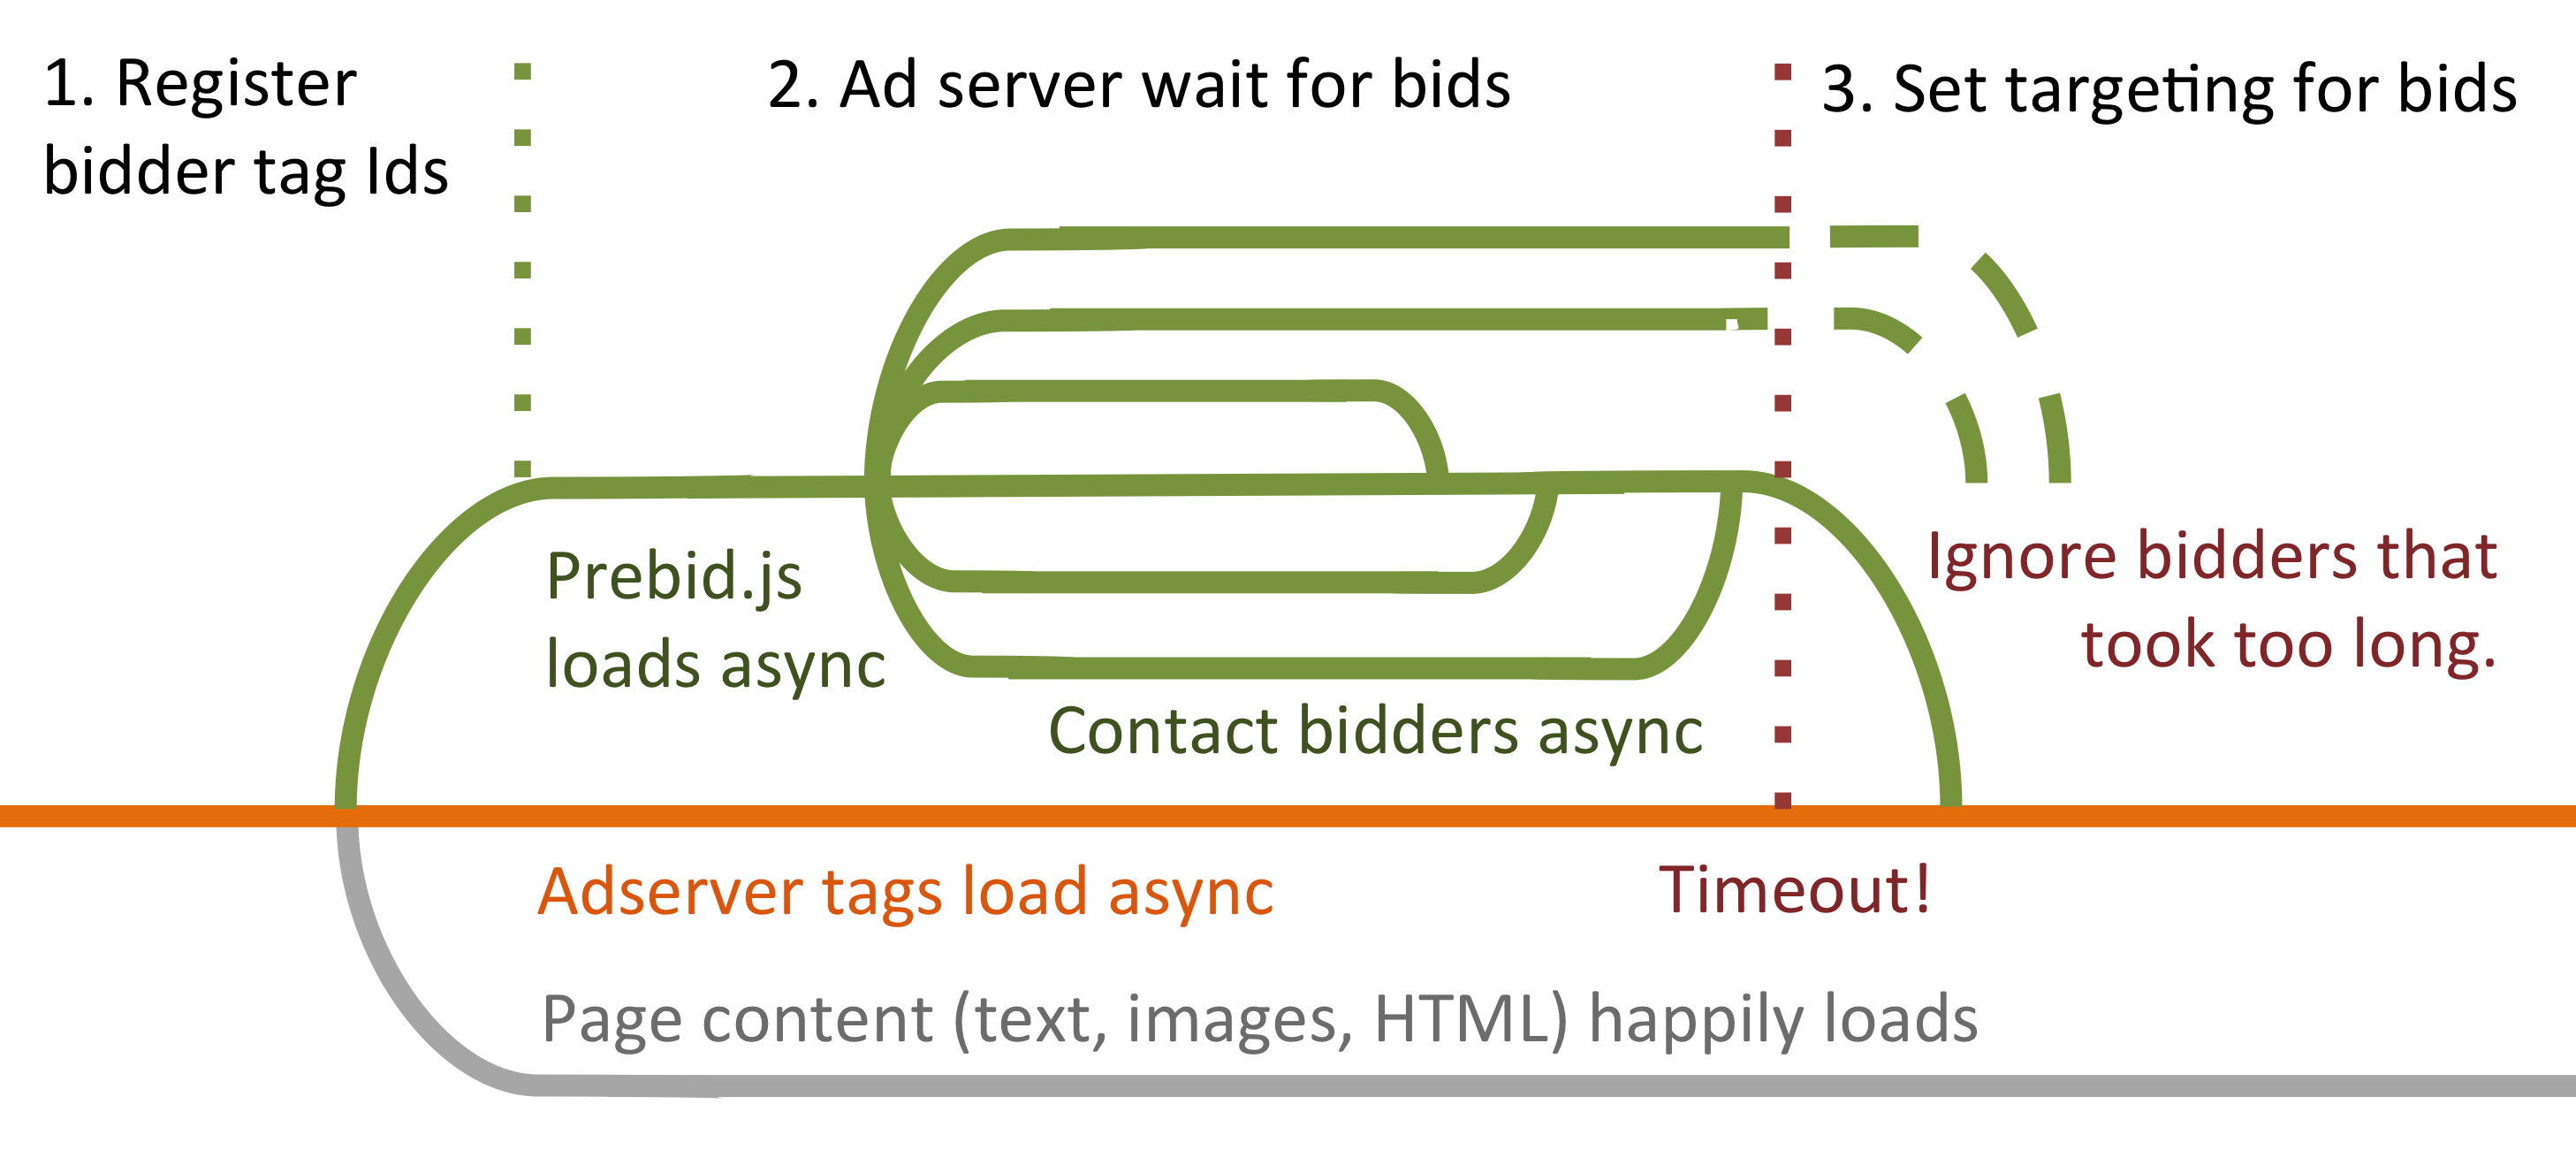 1. Register
bidder tag Ids
2. Ad server wait for bids
3. Set targeting for bids
Prebid.js
loads async
Contact bidders async
Ignore bidders that
took too long.
Adserver tags load async
Timeout!
Page content (text, images, HTML) happily loads